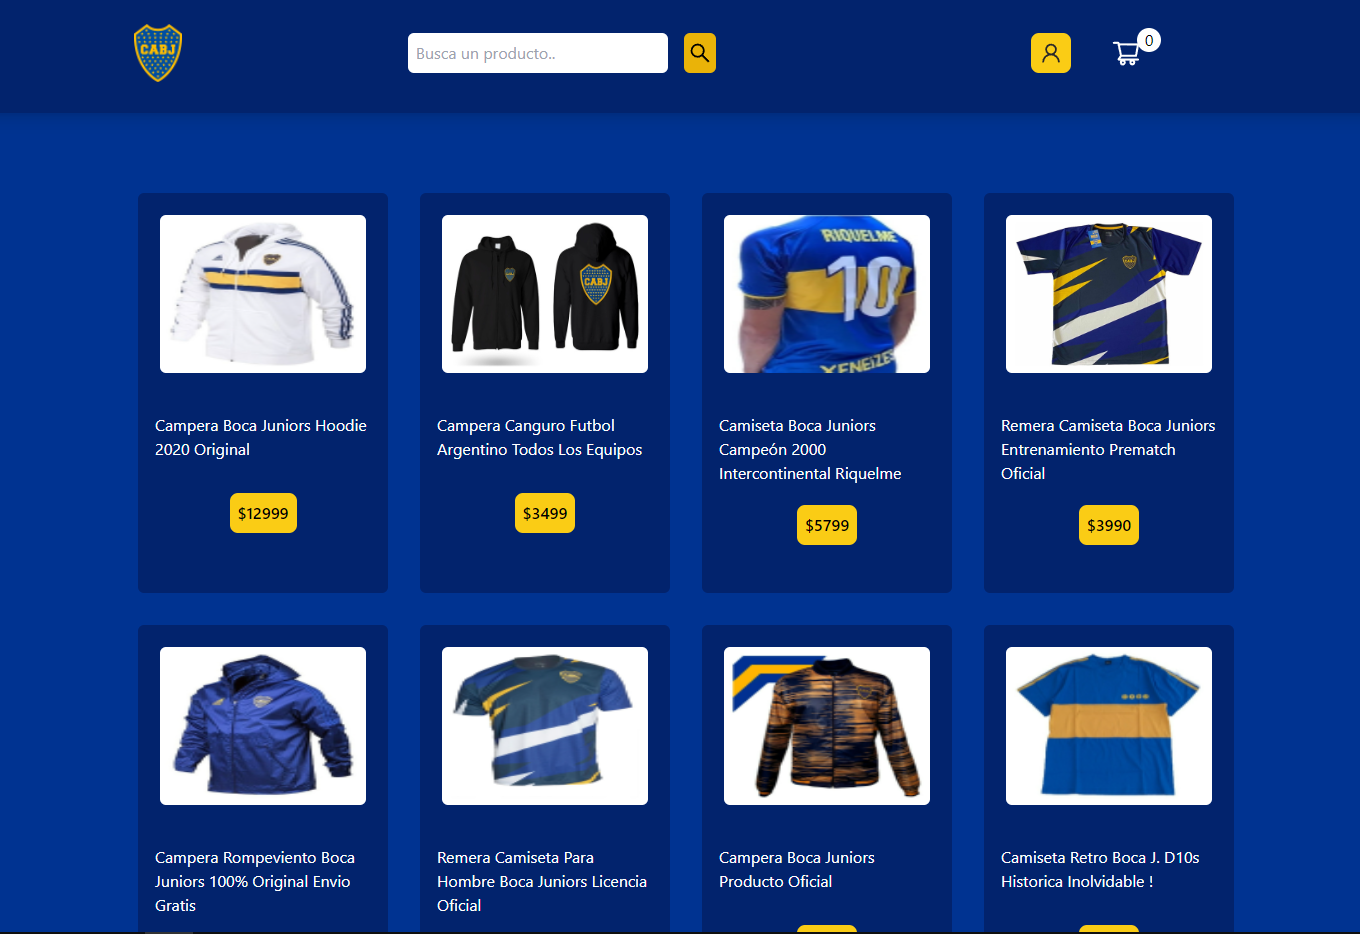 CABJ
Busca un producto..
0
CABJ
RIQUELME
10
XENEIZES
Campera Boca Juniors Hoodie
2020 Original
$12999
Campera Canguro Futbol
Argentino Todos Los Equipos
$3499
Camiseta Boca Juniors
Campeón 2000
Intercontinental Riquelme
$5799
Remera Camiseta Boca Juniors
Entrenamiento Prematch
Oficial
$3990
Campera Rompeviento Boca
Juniors 100% Original Envio
Gratis
Remera Camiseta Para
Hombre Boca Juniors Licencia
Oficial
Campera Boca Juniors
Producto Oficial
Camiseta Retro Boca J. D10s
Historica Inolvidable !